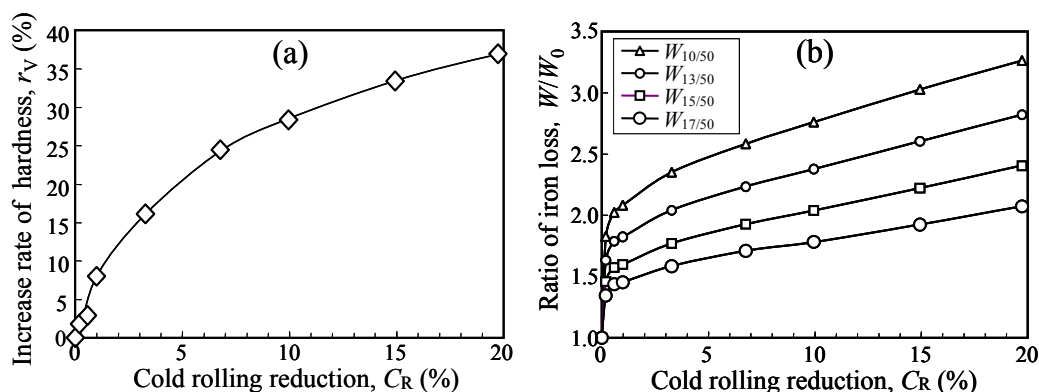 (a)
Increase rate of hardness, rV (%)
40
35
30
25
20
15
10
5
0
0 5 10 15 20
Cold rolling reduction, CR (%)
(b)
Ratio of iron loss, W/W0
3.5
3.0
2.5
2.0
1.5
1.0
W10/50
W13/50
W15/50
W17/50
0 5 10 15 20
Cold rolling reduction, CR (%)